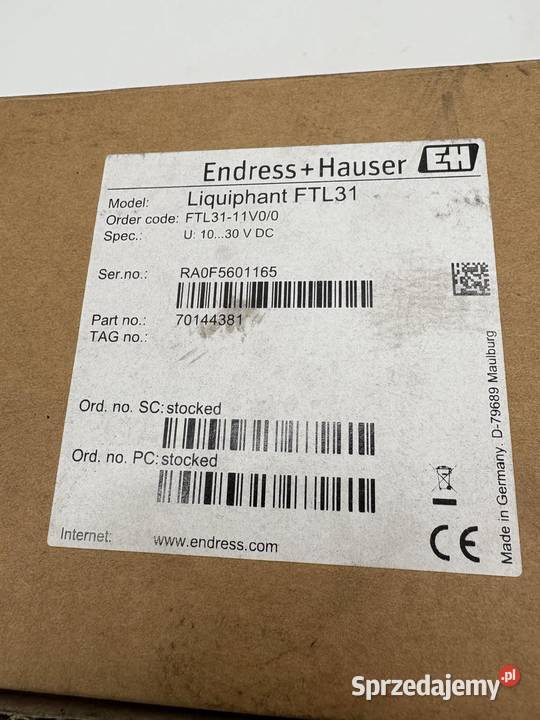 Endress+Hauser EH
Model: Liquiphant FTL31
Order code: FTL31-11V0/0
Spec.: U: 10...30 V DC
Ser.no.: RA0F5601165
Part no.: 70144381
TAG no.:
Ord. no. SC: stocked
Ord. no. PC: stocked
Internet: www.endress.com
CE
Made in Germany. D-79689 Maulburg
Sprzedajemy.pl